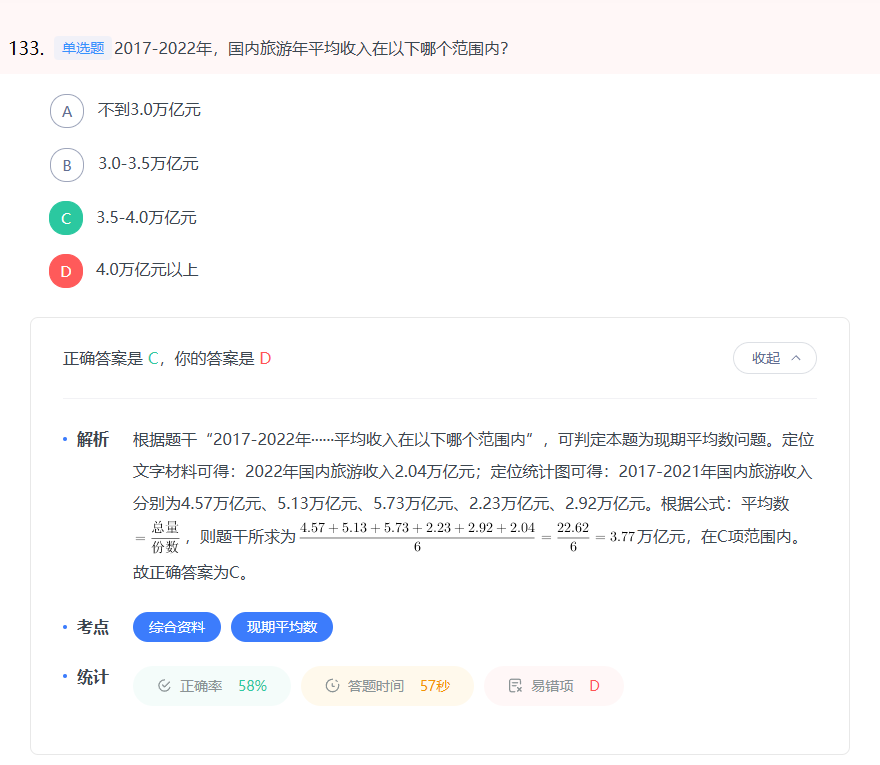 133. 单选题 2017-2022年，国内旅游年平均收入在以下哪个范围内?
A 不到3.0万亿元
B 3.0-3.5万亿元
C 3.5-4.0万亿元
D 4.0万亿元以上
正确答案是 C，你的答案是 D 收起
解析 根据题干“2017-2022年……平均收入在以下哪个范围内”，可判定本题为现期平均数问题。定位
文字材料可得：2022年国内旅游收入2.04万亿元；定位统计图可得：2017-2021年国内旅游收入
分别为4.57万亿元、5.13万亿元、5.73万亿元、2.23万亿元、2.92万亿元。根据公式：平均数
= 总量/份数，则题干所求为 (4.57 + 5.13 + 5.73 + 2.23 + 2.92 + 2.04)/6 = 22.62/6 = 3.77万亿元，在C项范围内。
故正确答案为C。
考点 综合资料 现期平均数
统计 正确率 58% 答题时间 57秒 易错项 D